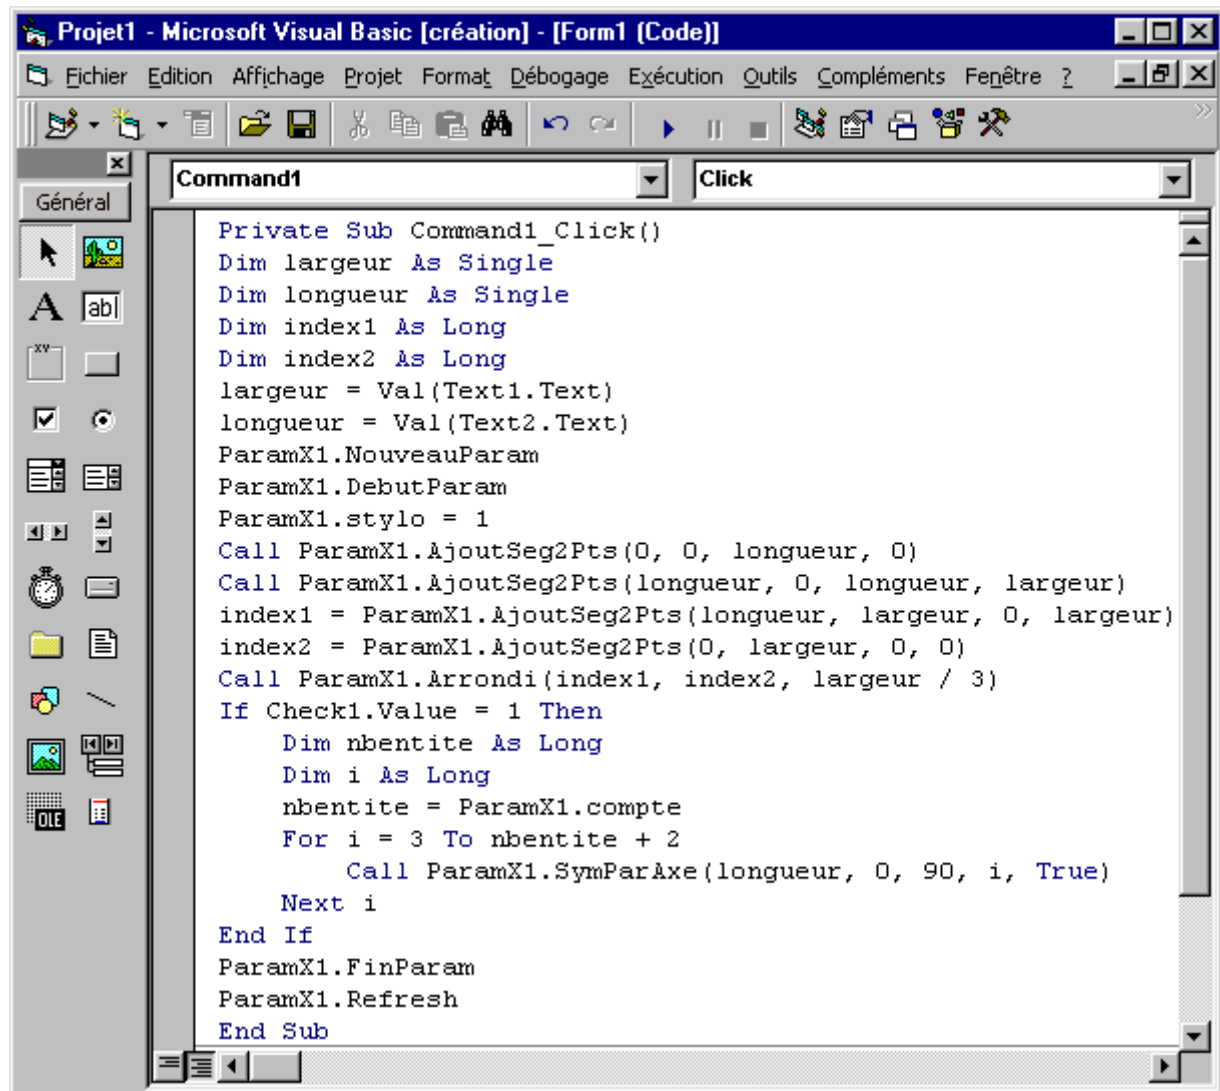 Projet1 - Microsoft Visual Basic [création] - [Form1 (Code)]
Fichier Edition Affichage Projet Format Débogage Exécution Outils Compléments Fenêtre ?
Général
Command1 Click
A ab|
XY
OLE
Private Sub Command1_Click()
Dim largeur As Single
Dim longueur As Single
Dim index1 As Long
Dim index2 As Long
largeur = Val(Text1.Text)
longueur = Val(Text2.Text)
ParamX1.NouveauParam
ParamX1.DebutParam
ParamX1.stylo = 1
Call ParamX1.AjoutSeg2Pts(0, 0, longueur, 0)
Call ParamX1.AjoutSeg2Pts(longueur, 0, longueur, largeur)
index1 = ParamX1.AjoutSeg2Pts(longueur, largeur, 0, largeur)
index2 = ParamX1.AjoutSeg2Pts(0, largeur, 0, 0)
Call ParamX1.Arrondi(index1, index2, largeur / 3)
If Check1.Value = 1 Then
Dim nbentite As Long
Dim i As Long
nbentite = ParamX1.compte
For i = 3 To nbentite + 2
Call ParamX1.SymParAxe(longueur, 0, 90, i, True)
Next i
End If
ParamX1.FinParam
ParamX1.Refresh
End Sub